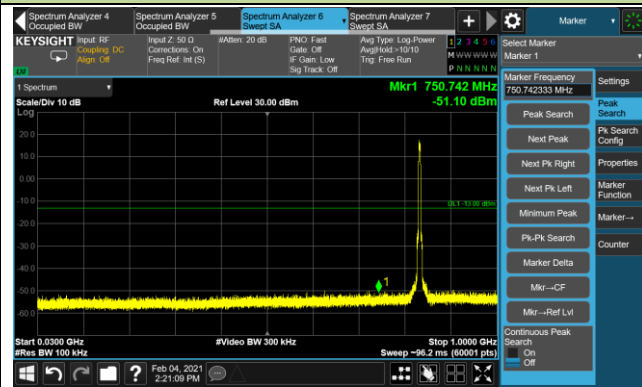 Spectrum Analyzer 4
Occupied BW
Spectrum Analyzer 5
Occupied BW
Spectrum Analyzer 6
Swept SA
Spectrum Analyzer 7
Swept SA
Marker
KEYSIGHT
Input: RF
Coupling: DC
Align: Off
Input Z: 50 Ω
Corrections: On
Freq Ref: Int (S)
#Atten: 20 dB
PNO: Fast
Gate: Off
IF Gain: Low
Sig Track: Off
Avg Type: Log-Power
Avg|Hold:>10/10
Trig: Free Run
1 2 3 4 5 6
M W W W W W
P N N N N N
Select Marker
Marker 1
1 Spectrum
Scale/Div 10 dB
Log
Ref Level 30.00 dBm
Mkr1 750.742 MHz
-51.10 dBm
20.0
10.0
0.00
-10.0
-20.0
-30.0
-40.0
-50.0
-60.0
DL1 -13.00 dBm
1
Start 0.0300 GHz
#Res BW 100 kHz
#Video BW 300 kHz
Stop 1.0000 GHz
Sweep ~96.2 ms (60001 pts)
Marker Frequency
750.742333 MHz
Peak Search
Next Peak
Next Pk Right
Next Pk Left
Minimum Peak
Pk-Pk Search
Marker Delta
Mkr→CF
Mkr→Ref Lvl
Continuous Peak
Search
On
Off
Settings
Peak
Search
Pk Search
Config
Properties
Marker
Function
Marker→
Counter
?
Feb 04, 2021
2:21:09 PM